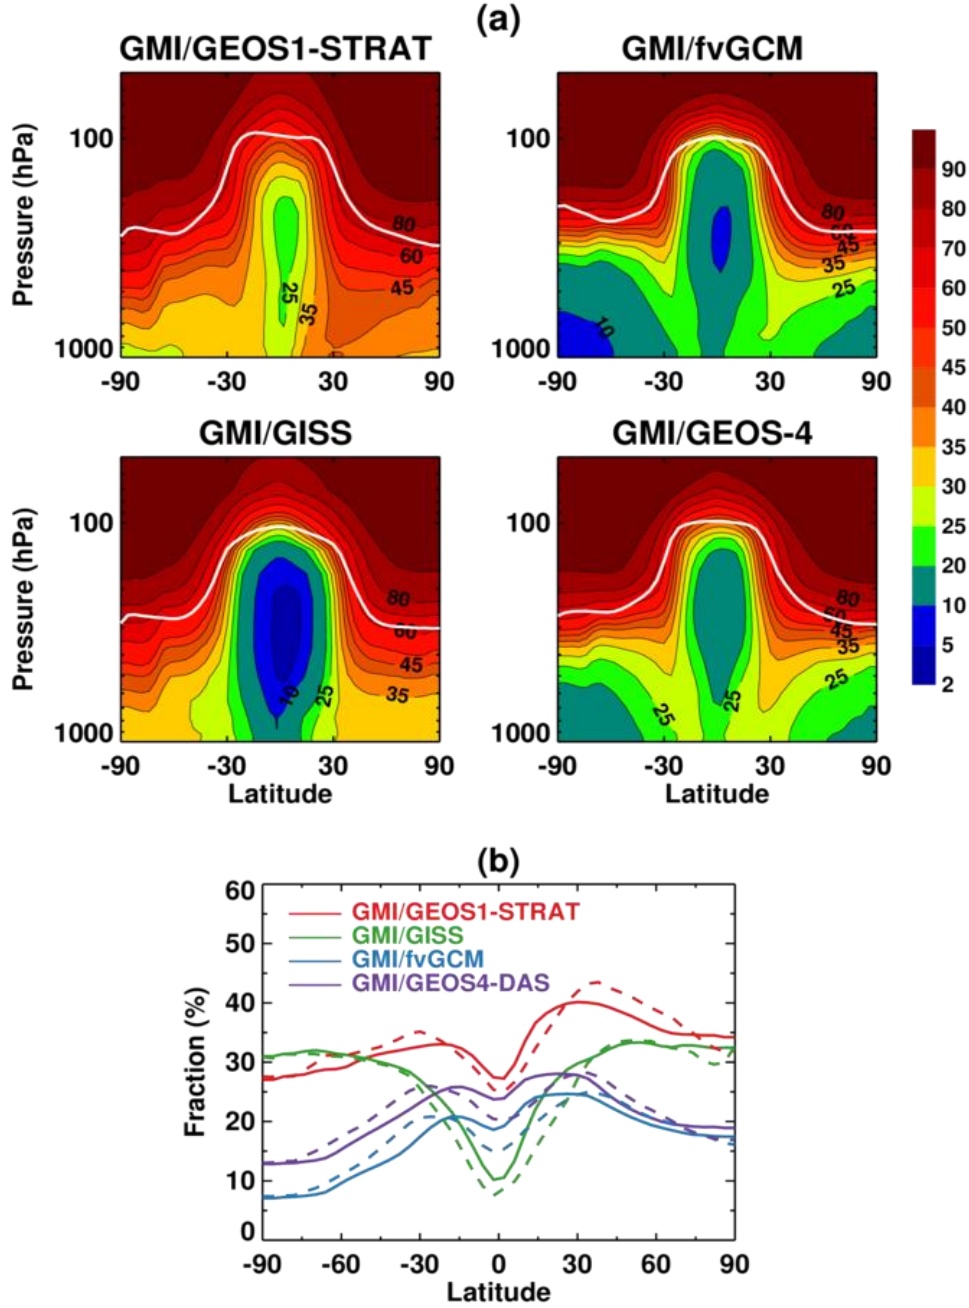 (a)
GMI/GEOS1-STRAT GMI/fvGCM
Pressure (hPa)
100
1000
80
60
45
25
35
-90 -30 30 90
100
1000
80
60
45
35
25
10
-90 -30 30 90
90
80
70
60
50
45
40
35
30
25
20
10
5
2
GMI/GISS GMI/GEOS-4
Pressure (hPa)
100
1000
80
60
45
35
10
25
-90 -30 30 90
Latitude
100
1000
80
60
45
35
25
25
25
-90 -30 30 90
Latitude
(b)
Fraction (%)
60
50
40
30
20
10
0
GMI/GEOS1-STRAT
GMI/GISS
GMI/fvGCM
GMI/GEOS4-DAS
-90 -60 -30 0 30 60 90
Latitude